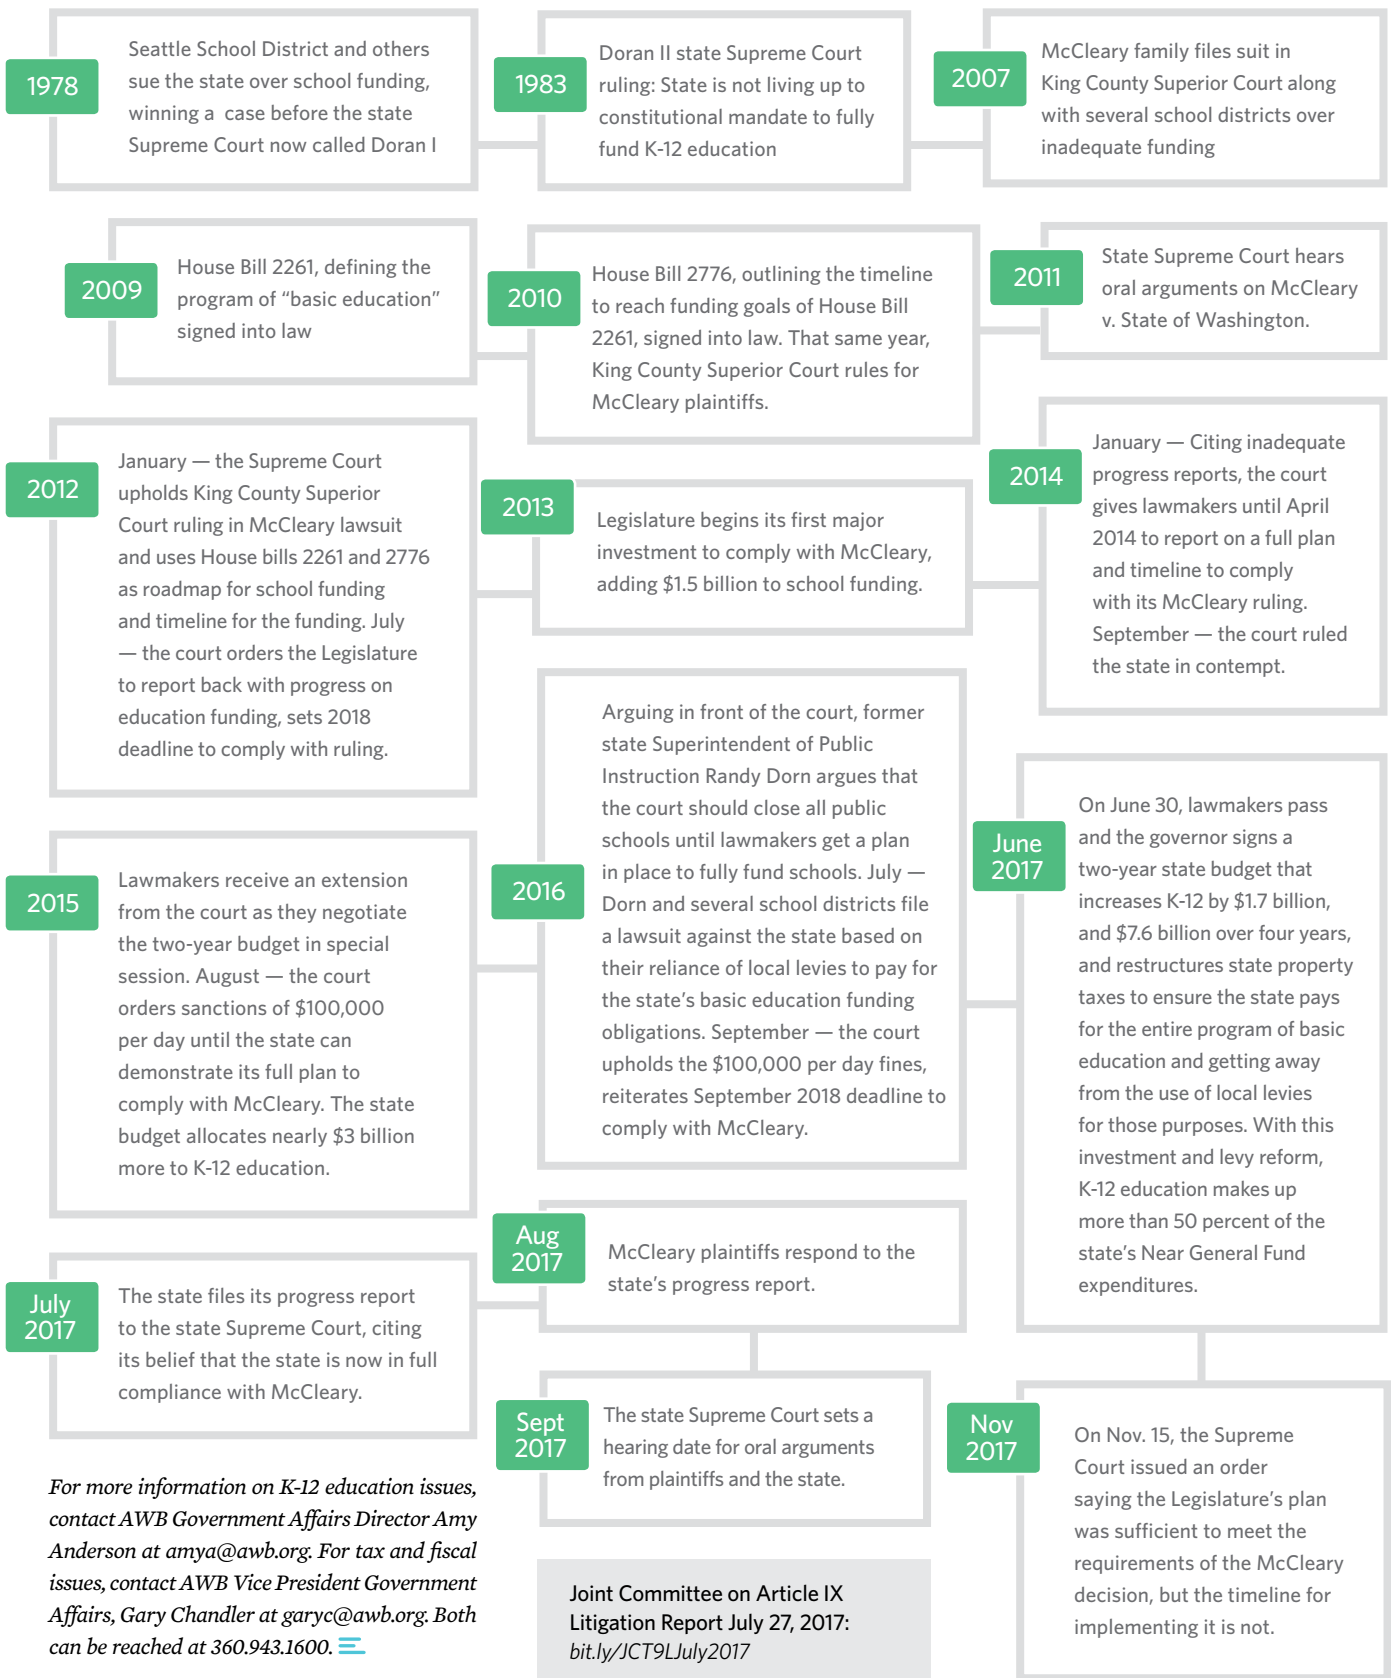 1978
Seattle School District and others
sue the state over school funding,
winning a case before the state
Supreme Court now called Doran I
1983
Doran II state Supreme Court
ruling: State is not living up to
constitutional mandate to fully
fund K-12 education
2007
McCleary family files suit in
King County Superior Court along
with several school districts over
inadequate funding
2009
House Bill 2261, defining the
program of “basic education”
signed into law
2010
House Bill 2776, outlining the timeline
to reach funding goals of House Bill
2261, signed into law. That same year,
King County Superior Court rules for
McCleary plaintiffs.
2011
State Supreme Court hears
oral arguments on McCleary
v. State of Washington.
2012
January — the Supreme Court
upholds King County Superior
Court ruling in McCleary lawsuit
and uses House bills 2261 and 2776
as roadmap for school funding
and timeline for the funding. July
— the court orders the Legislature
to report back with progress on
education funding, sets 2018
deadline to comply with ruling.
2013
Legislature begins its first major
investment to comply with McCleary,
adding $1.5 billion to school funding.
2014
January — Citing inadequate
progress reports, the court
gives lawmakers until April
2014 to report on a full plan
and timeline to comply
with its McCleary ruling.
September — the court ruled
the state in contempt.
2015
Lawmakers receive an extension
from the court as they negotiate
the two-year budget in special
session. August — the court
orders sanctions of $100,000
per day until the state can
demonstrate its full plan to
comply with McCleary. The state
budget allocates nearly $3 billion
more to K-12 education.
2016
Arguing in front of the court, former
state Superintendent of Public
Instruction Randy Dorn argues that
the court should close all public
schools until lawmakers get a plan
in place to fully fund schools. July —
Dorn and several school districts file
a lawsuit against the state based on
their reliance of local levies to pay for
the state’s basic education funding
obligations. September — the court
upholds the $100,000 per day fines,
reiterates September 2018 deadline to
comply with McCleary.
June
2017
On June 30, lawmakers pass
and the governor signs a
two-year state budget that
increases K-12 by $1.7 billion,
and $7.6 billion over four years,
and restructures state property
taxes to ensure the state pays
for the entire program of basic
education and getting away
from the use of local levies
for those purposes. With this
investment and levy reform,
K-12 education makes up
more than 50 percent of the
state’s Near General Fund
expenditures.
July
2017
The state files its progress report
to the state Supreme Court, citing
its belief that the state is now in full
compliance with McCleary.
Aug
2017
McCleary plaintiffs respond to the
state’s progress report.
Sept
2017
The state Supreme Court sets a
hearing date for oral arguments
from plaintiffs and the state.
Nov
2017
On Nov. 15, the Supreme
Court issued an order
saying the Legislature’s plan
was sufficient to meet the
requirements of the McCleary
decision, but the timeline for
implementing it is not.
For more information on K-12 education issues,
contact AWB Government Affairs Director Amy
Anderson at amya@awb.org. For tax and fiscal
issues, contact AWB Vice President Government
Affairs, Gary Chandler at garyc@awb.org. Both
can be reached at 360.943.1600.
Joint Committee on Article IX
Litigation Report July 27, 2017:
bit.ly/JCT9LJuly2017